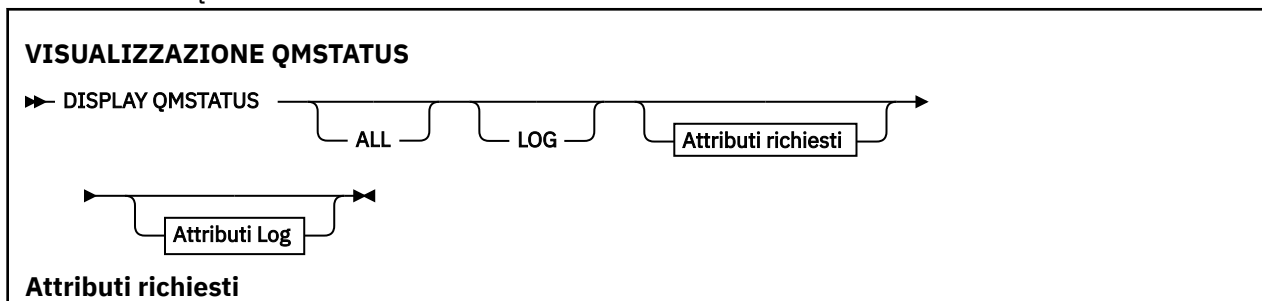 VISUALIZZAZIONE QMSTATUS
DISPLAY QMSTATUS
ALL
LOG
Attributi richiesti
Attributi Log
Attributi richiesti